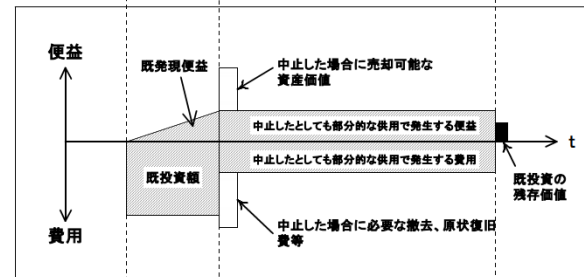 便益
既発現便益
中止した場合に売却可能な
資産価値
中止したとしても部分的な供用で発生する便益
t
中止したとしても部分的な供用で発生する費用
既投資額
既投資の
残存価値
中止した場合に必要な撤去、原状復旧
費等
費用